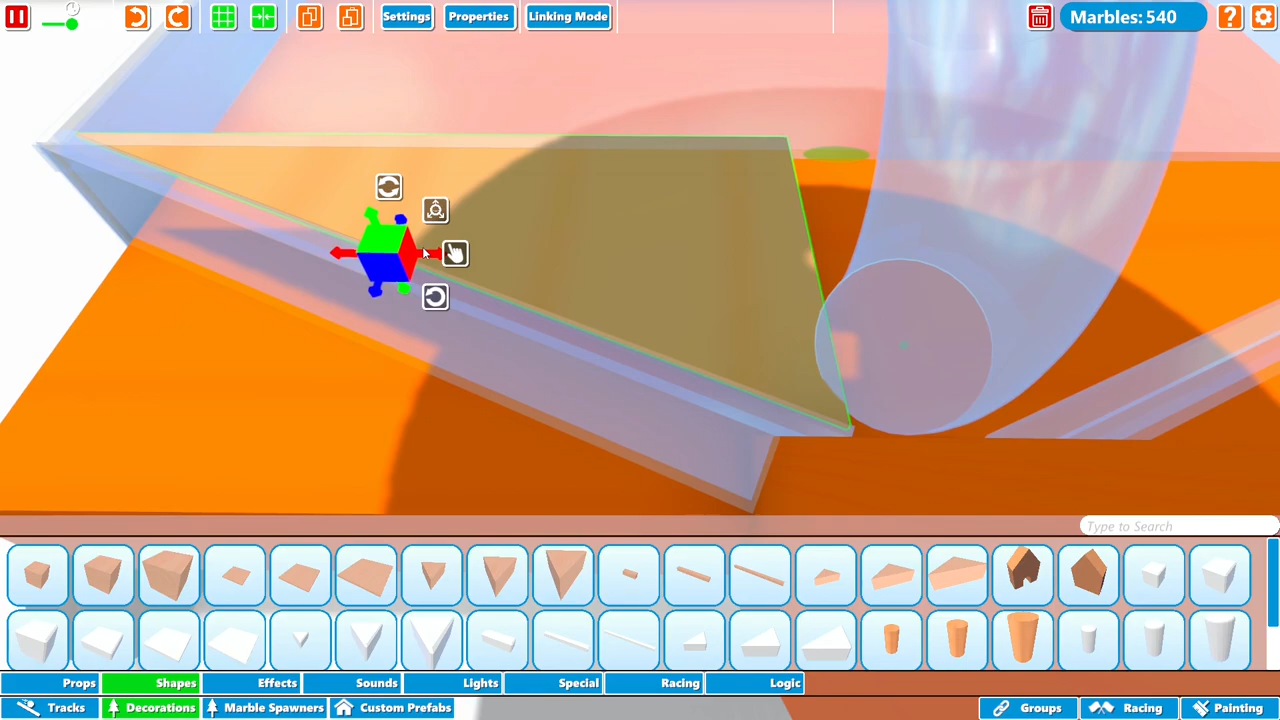 Settings
Properties
Linking Mode
Marbles: 540
?
Type to Search
Props
Shapes
Effects
Sounds
Lights
Special
Racing
Logic
Tracks
Decorations
Marble Spawners
Custom Prefabs
Groups
Racing
Painting